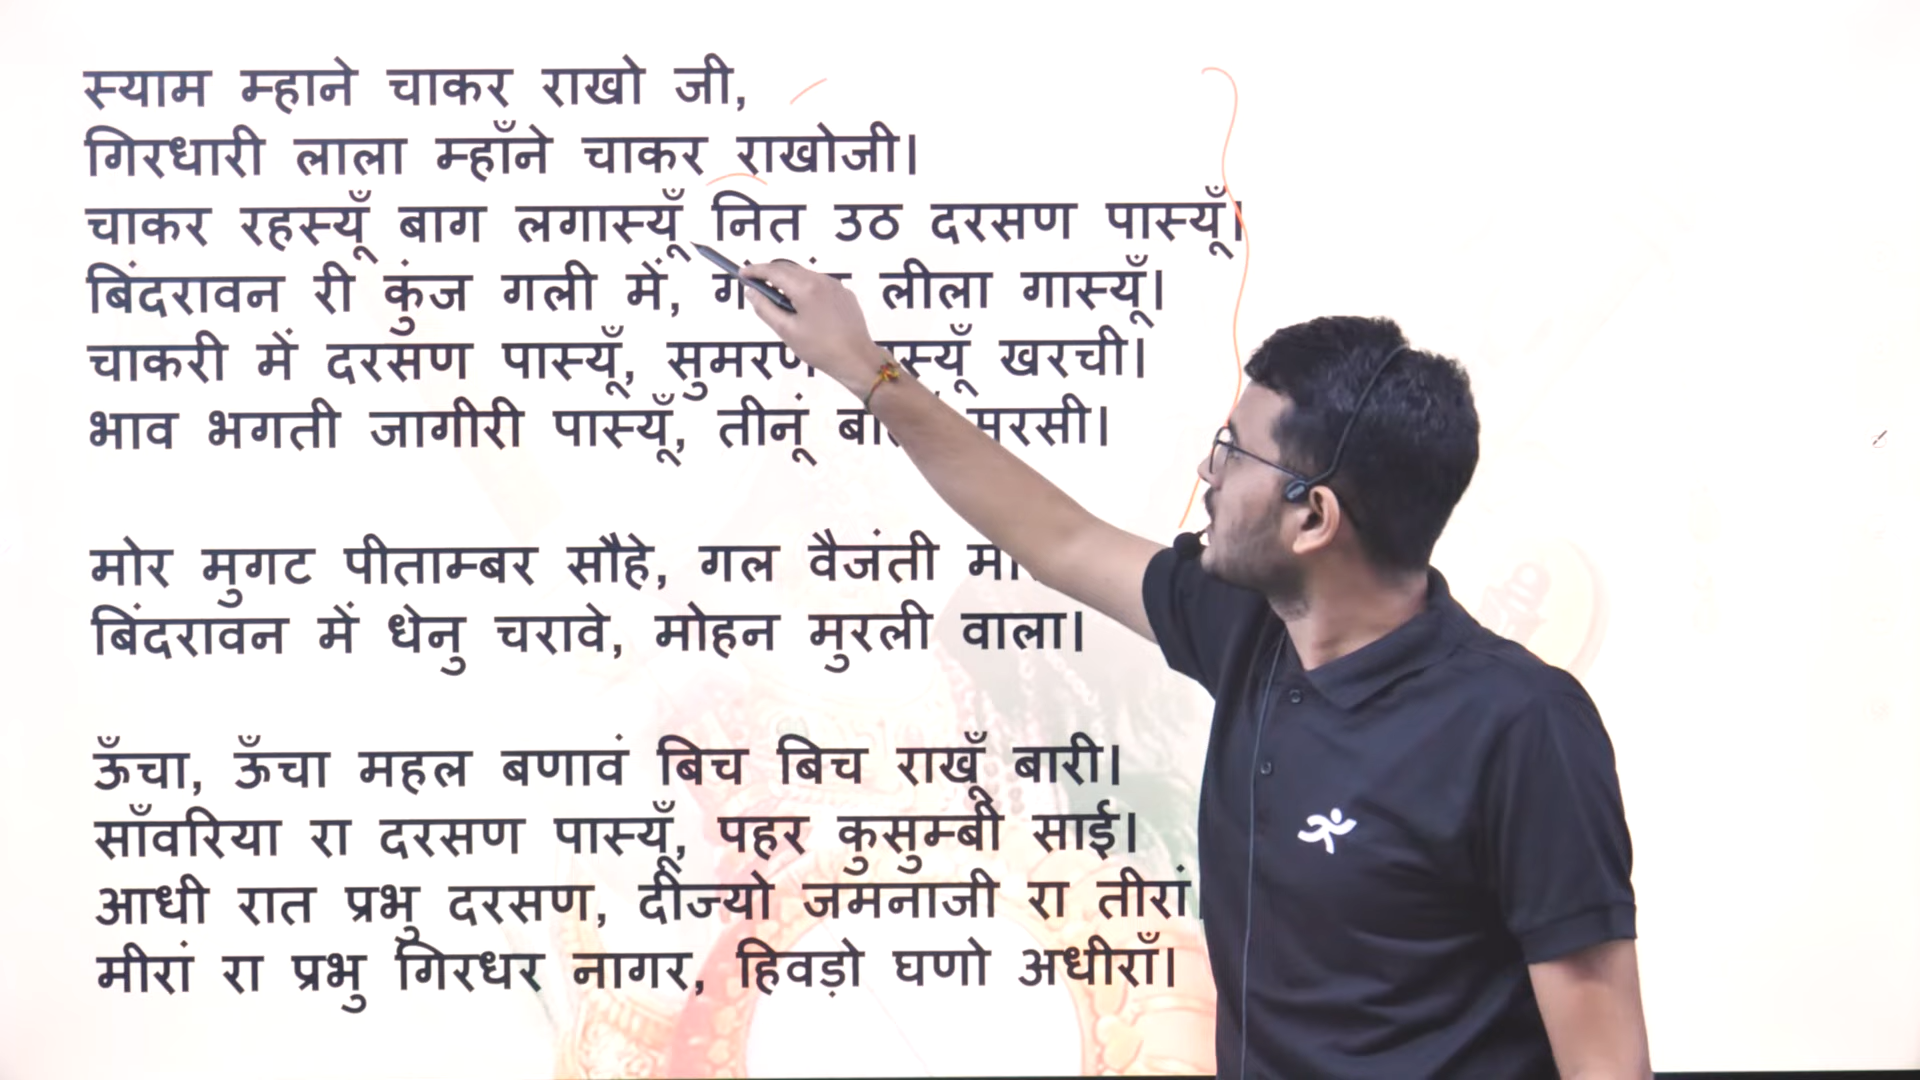 स्याम म्हाने चाकर राखो जी,
गिरधारी लाला म्हाँने चाकर राखोजी।
चाकर रहस्यूँ बाग लगास्यूँ नित उठ दरसण पास्यूँ।
बिंदरावन री कुंज गली में, लीला गास्यूँ।
चाकरी में दरसण पास्यूँ, खरची।
भाव भगती जागीरी पास्यूँ, तीनूं सरसी।
मोर मुगट पीताम्बर सौहे, गल वैजंती
बिंदरावन में धेनु चरावे, मोहन मुरली वाला।
ऊँचा, ऊँचा महल बणावं बिच बिच राखूँ बारी।
साँवरिया रा दरसण पास्यूँ, पहर कुसुम्बी साई।
आधी रात प्रभु दरसण, दीज्यो जमनाजी रा तीरां
मीरां रा प्रभु गिरधर नागर, हिवड़ो घणो अधीराँ।